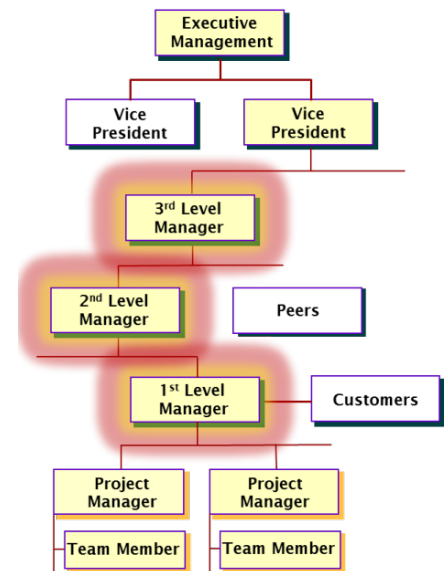 Executive
Management
Vice
President
Vice
President
3rd Level
Manager
2nd Level
Manager
Peers
1st Level
Manager
Customers
Project
Manager
Project
Manager
Team Member
Team Member